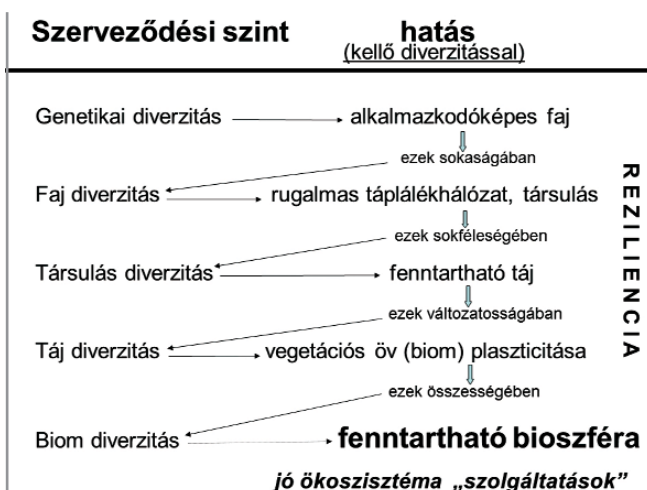 Szerveződési szint hatás
(kellő diverzitással)
Genetikai diverzitás alkalmazkodóképes faj
ezek sokaságában
Faj diverzitás rugalmas táplálékhálózat, társulás
ezek sokféleségében
Társulás diverzitás fenntartható táj
ezek változatosságában
Táj diverzitás vegetációs öv (biom) plaszticitása
ezek összességében
Biom diverzitás fenntartható bioszféra
jó ökoszisztéma „szolgáltatások”
REZILIENCIA